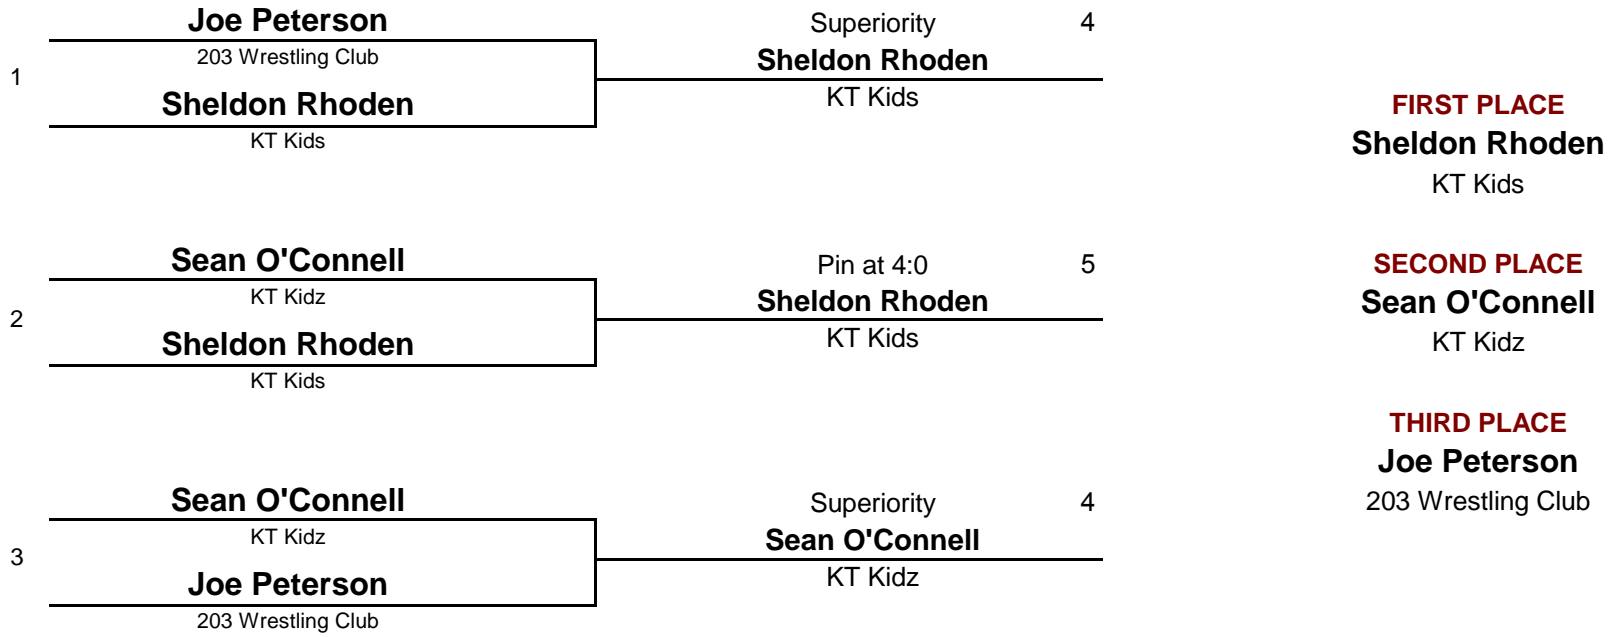 Joe Peterson
203 Wrestling Club
1
Sheldon Rhoden
KT Kids
Superiority 4
Sheldon Rhoden
KT Kids
Sean O'Connell
KT Kidz
2
Sheldon Rhoden
KT Kids
Pin at 4:0 5
Sheldon Rhoden
KT Kids
Sean O'Connell
KT Kidz
3
Joe Peterson
203 Wrestling Club
Superiority 4
Sean O'Connell
KT Kidz
FIRST PLACE
Sheldon Rhoden
KT Kids
SECOND PLACE
Sean O'Connell
KT Kidz
THIRD PLACE
Joe Peterson
203 Wrestling Club